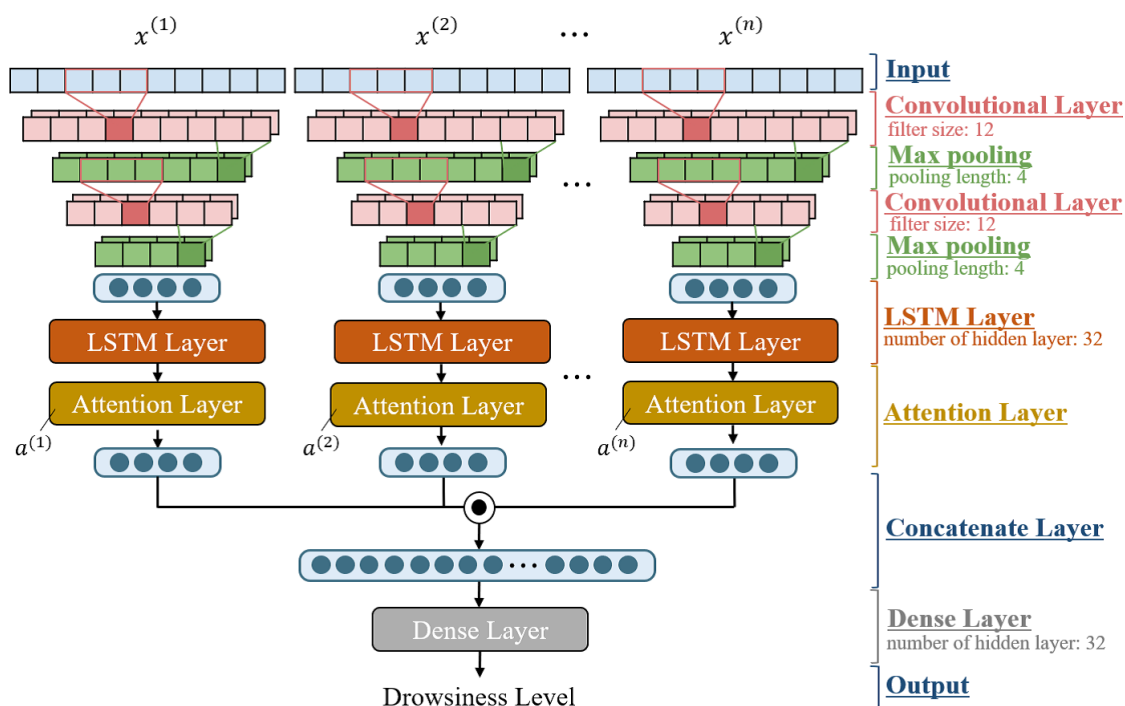 x^(1) x^(2) ... x^(n)
Input
Convolutional Layer
filter size: 12
Max pooling
pooling length: 4
...
Convolutional Layer
filter size: 12
Max pooling
pooling length: 4
LSTM Layer LSTM Layer LSTM Layer
LSTM Layer
number of hidden layer: 32
...
Attention Layer Attention Layer Attention Layer
Attention Layer
a^(1) a^(2) a^(n)
Concatenate Layer
...
Dense Layer
Dense Layer
number of hidden layer: 32
Drowsiness Level
Output